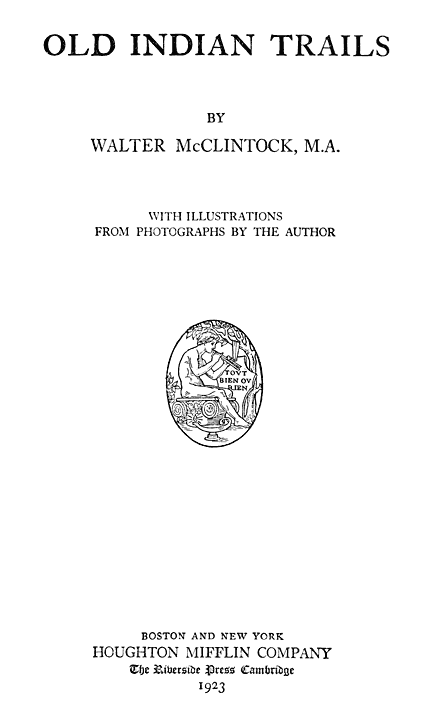 OLD INDIAN TRAILS
BY
WALTER McCLINTOCK, M.A.
WITH ILLUSTRATIONS
FROM PHOTOGRAPHS BY THE AUTHOR
TOVT
BIEN OV
RIEN
BOSTON AND NEW YORK
HOUGHTON MIFFLIN COMPANY
The Riverside Press Cambridge
1923